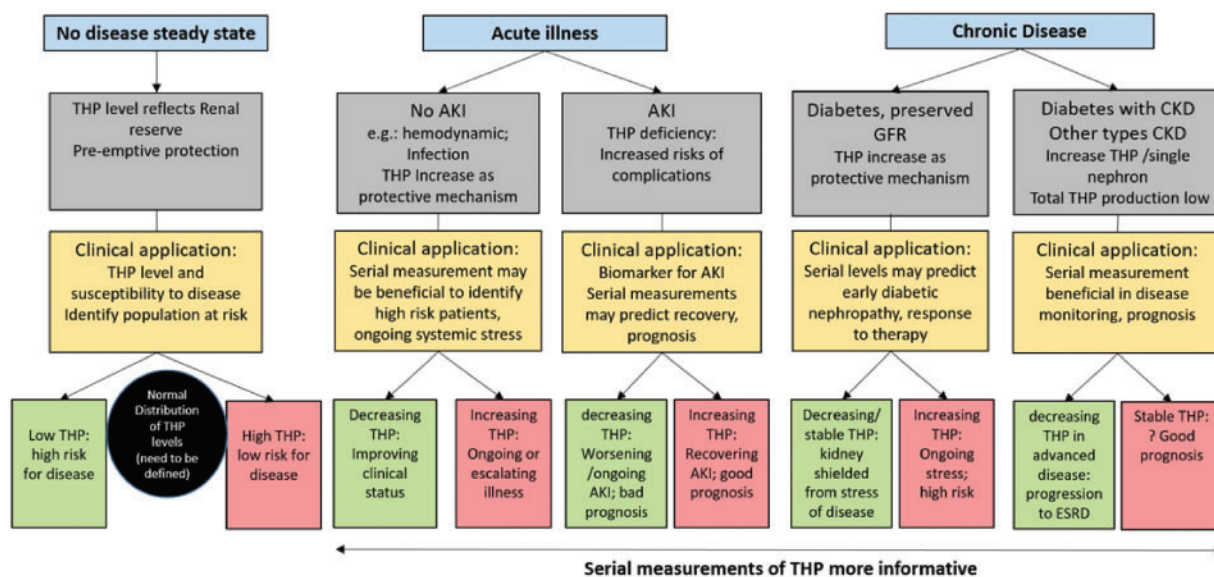 No disease steady state
Acute illness
Chronic Disease
THP level reflects Renal
reserve
Pre-emptive protection
No AKI
e.g.: hemodynamic;
Infection
THP Increase as
protective mechanism
AKI
THP deficiency:
Increased risks of
complications
Diabetes, preserved
GFR
THP increase as
protective mechanism
Diabetes with CKD
Other types CKD
Increase THP /single
nephron
Total THP production low
Clinical application:
THP level and
susceptibility to disease
Identify population at risk
Clinical application:
Serial measurement may
be beneficial to identify
high risk patients,
ongoing systemic stress
Clinical application:
Biomarker for AKI
Serial measurements
may predict recovery,
prognosis
Clinical application:
Serial levels may predict
early diabetic
nephropathy, response
to therapy
Clinical application:
Serial measurement
beneficial in disease
monitoring, prognosis
Low THP:
high risk
for disease
Normal
Distribution
of THP
levels
(need to be
defined)
High THP:
low risk for
disease
Decreasing
THP:
Improving
clinical
status
Increasing
THP:
Ongoing or
escalating
illness
decreasing
THP:
Worsening
/ongoing
AKI; bad
prognosis
Increasing
THP:
Recovering
AKI; good
prognosis
Decreasing/
stable THP:
kidney
shielded
from stress
of disease
Increasing
THP:
Ongoing
stress;
high risk
decreasing
THP in
advanced
disease:
progression
to ESRD
Stable THP:
? Good
prognosis
Serial measurements of THP more informative